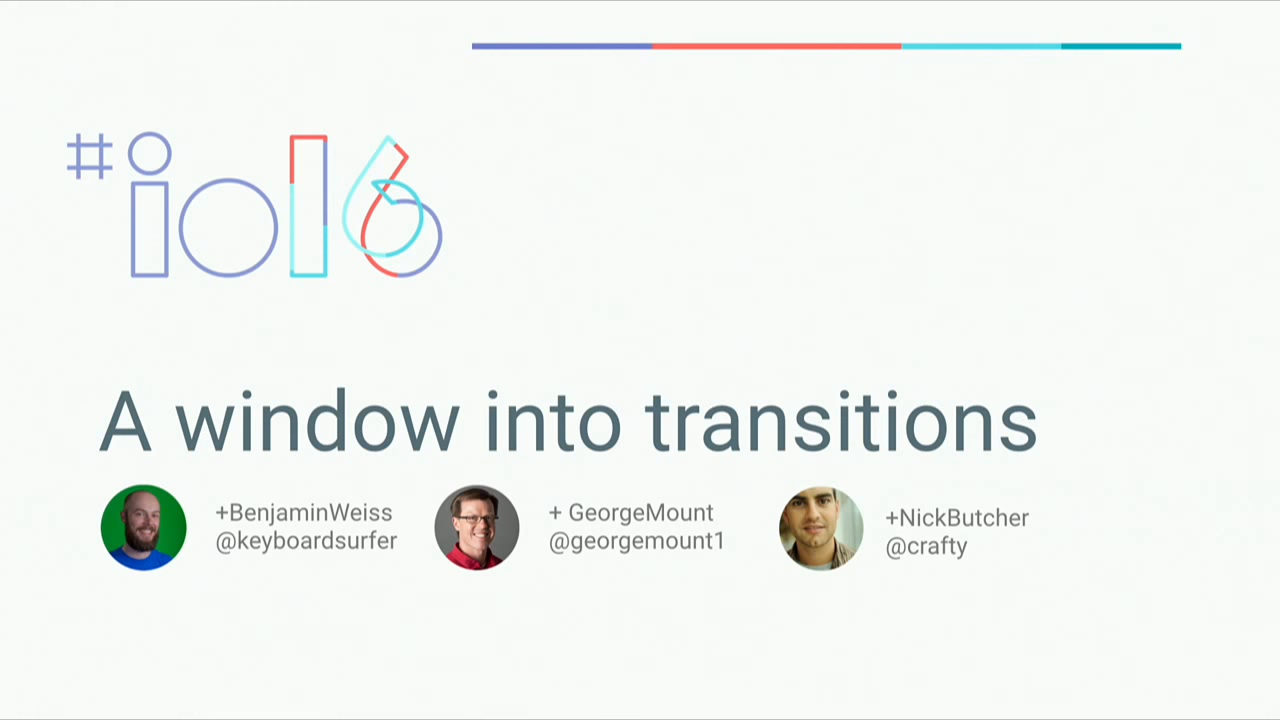 #io16
A window into transitions
+BenjaminWeiss
@keyboardsurfer
+ GeorgeMount
@georgemount1
+NickButcher
@crafty